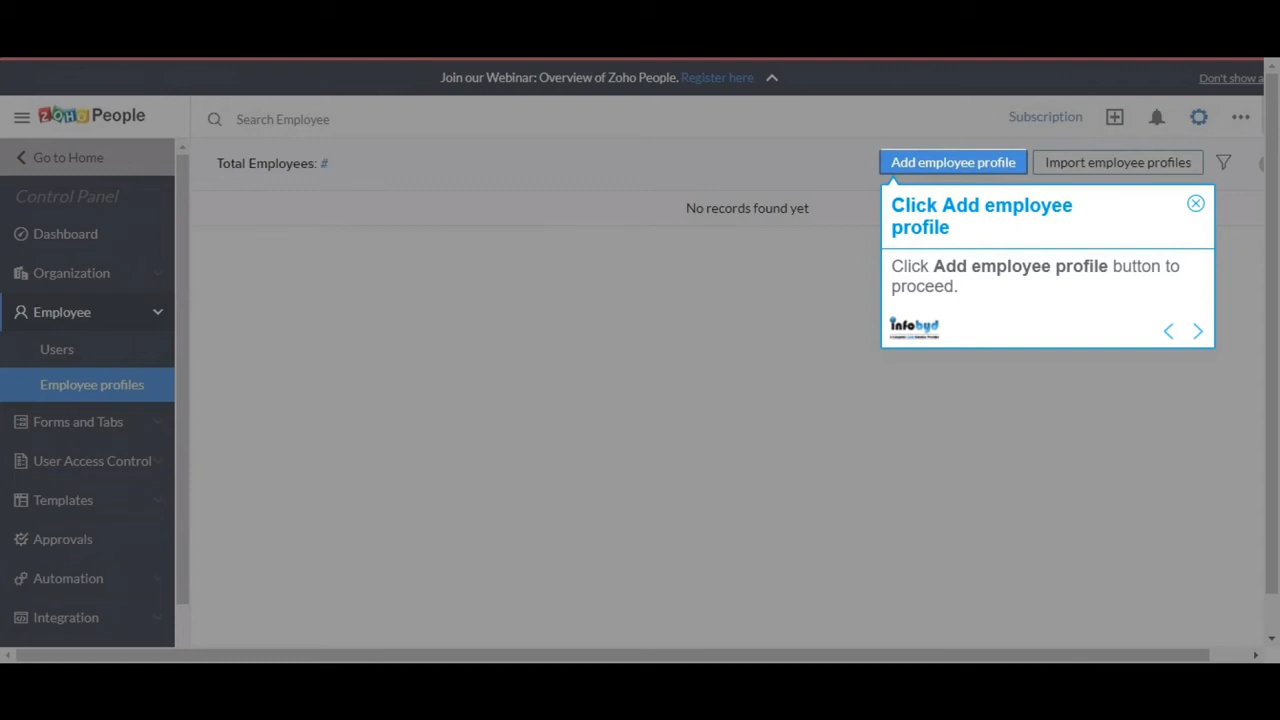 Join our Webinar: Overview of Zoho People. Register here
Don't show a
ZOHO People
Search Employee
Subscription
Go to Home
Total Employees: #
Add employee profile
Import employee profiles
Control Panel
No records found yet
Click Add employee
profile
Dashboard
Organization
Click Add employee profile button to
proceed.
Employee
infobyd
Users
Employee profiles
Forms and Tabs
User Access Control
Templates
Approvals
Automation
Integration